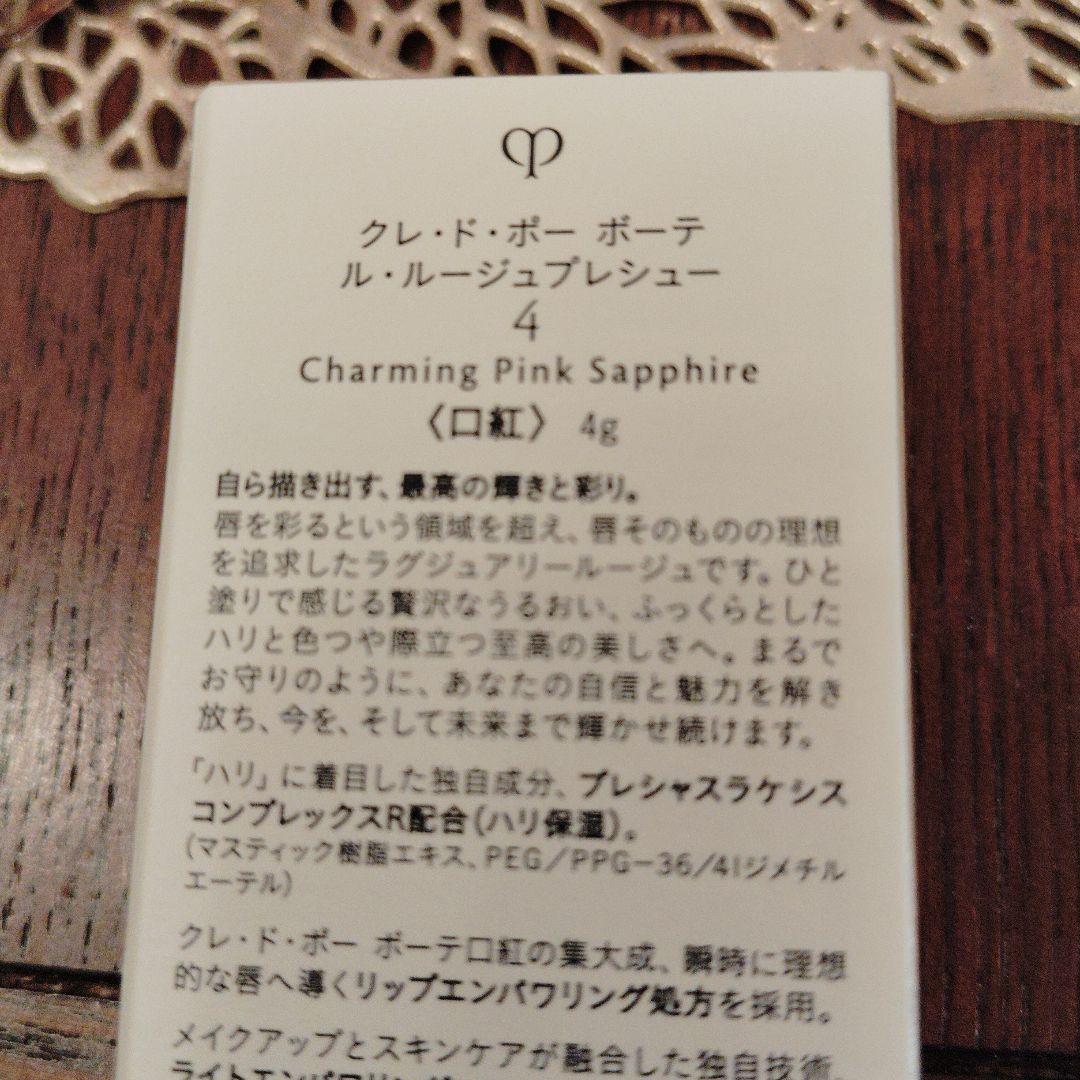 クレ・ド・ポー ボーテ
ル・ルージュプレシュー
4
Charming Pink Sapphire
〈口紅〉 4g
自ら描き出す、最高の輝きと彩り。
唇を彩るという領域を超え、唇そのものの理想
を追求したラグジュアリールージュです。ひと
塗りで感じる贅沢なうるおい、ふっくらとした
ハリと色つや際立つ至高の美しさへ。まるで
お守りのように、あなたの自信と魅力を解き
放ち、今を、そして未来まで輝かせ続けます。
「ハリ」に着目した独自成分、プレシャスラケシス
コンプレックスR配合(ハリ保湿)。
(マスティック樹脂エキス、PEG／PPG−36/41ジメチル
エーテル)
クレ・ド・ポー ボーテ口紅の集大成、瞬時に理想
的な唇へ導くリップエンパワリング処方を採用。
メイクアップとスキンケアが融合した独自技術、